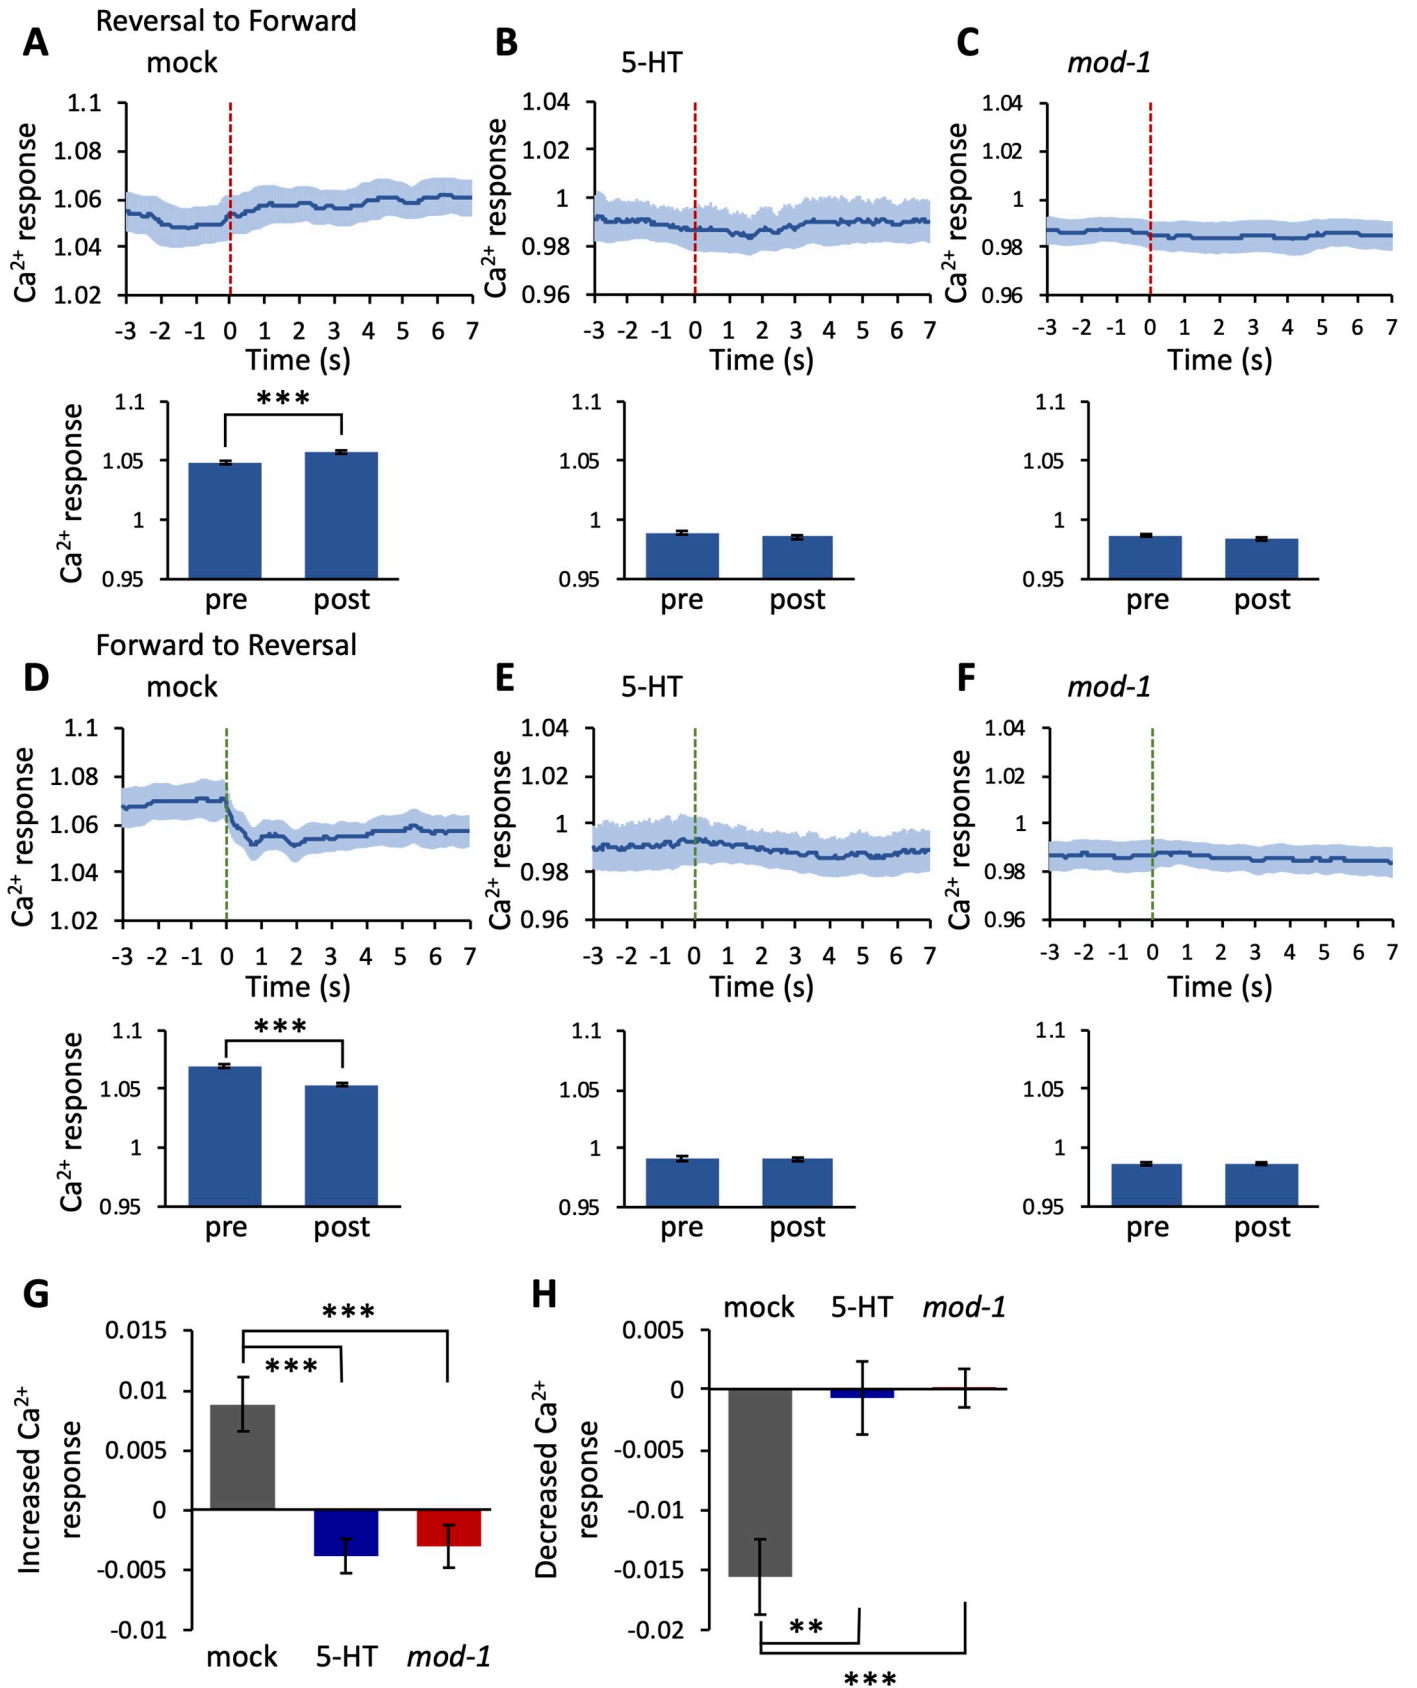 Reversal to Forward
A
mock
B
5-HT
C
mod-1
Ca2+ response
1.1
1.08
1.06
1.04
1.02
-3 -2 -1 0 1 2 3 4 5 6 7
Time (s)
Ca2+ response
1.04
1.02
1
0.98
0.96
-3 -2 -1 0 1 2 3 4 5 6 7
Time (s)
Ca2+ response
1.04
1.02
1
0.98
0.96
-3 -2 -1 0 1 2 3 4 5 6 7
Time (s)
Ca2+ response
1.1
1.05
1
0.95
***
pre post
1.1
1.05
1
0.95
pre post
1.1
1.05
1
0.95
pre post
Forward to Reversal
D
mock
E
5-HT
F
mod-1
Ca2+ response
1.1
1.08
1.06
1.04
1.02
-3 -2 -1 0 1 2 3 4 5 6 7
Time (s)
Ca2+ response
1.04
1.02
1
0.98
0.96
-3 -2 -1 0 1 2 3 4 5 6 7
Time (s)
Ca2+ response
1.04
1.02
1
0.98
0.96
-3 -2 -1 0 1 2 3 4 5 6 7
Time (s)
Ca2+ response
1.1
1.05
1
0.95
***
pre post
1.1
1.05
1
0.95
pre post
1.1
1.05
1
0.95
pre post
G
Increased Ca2+
response
0.015
0.01
0.005
0
-0.005
-0.01
***
***
mock 5-HT mod-1
H
mock 5-HT mod-1
Decreased Ca2+
response
0.005
0
-0.005
-0.01
-0.015
-0.02
**
***